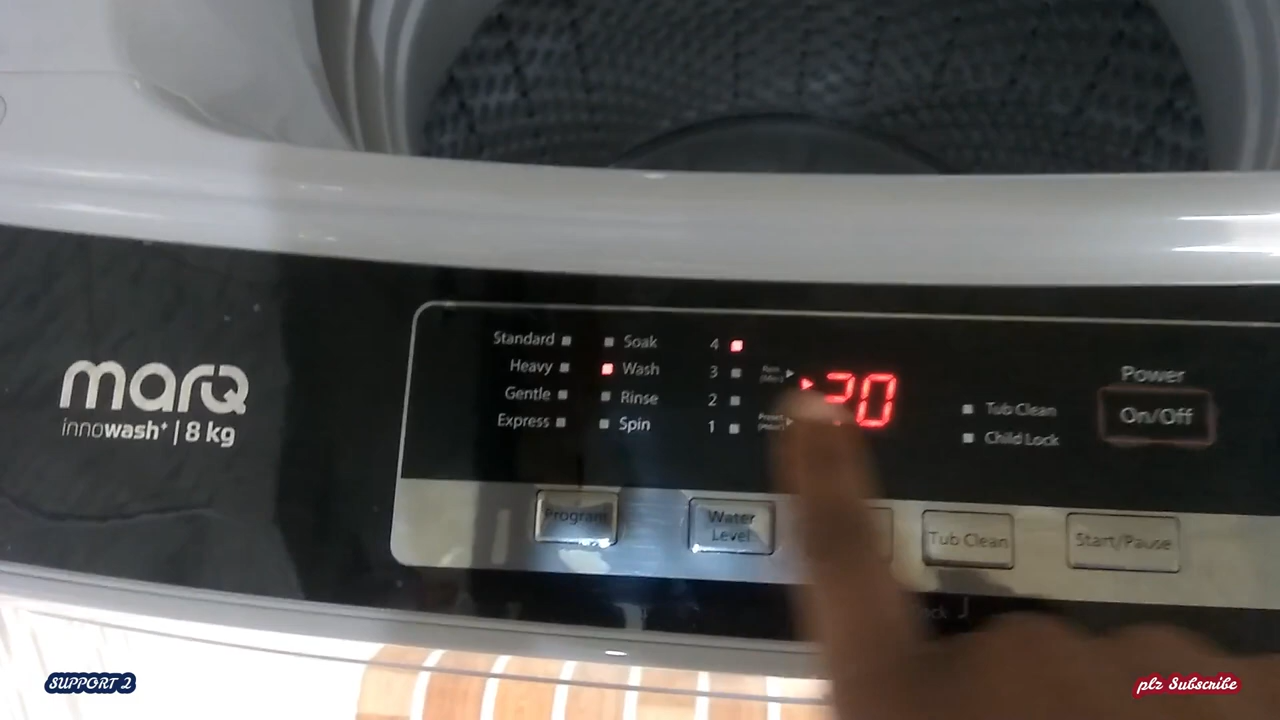 marQ
innowash+ | 8 kg
Standard
Heavy
Gentle
Express
Soak
Wash
Rinse
Spin
4
3
2
1
20
Tub Clean
Child Lock
Power
On/Off
Program
Water
Level
Tub Clean
Start/Pause
SUPPORT 2
plz Subscribe